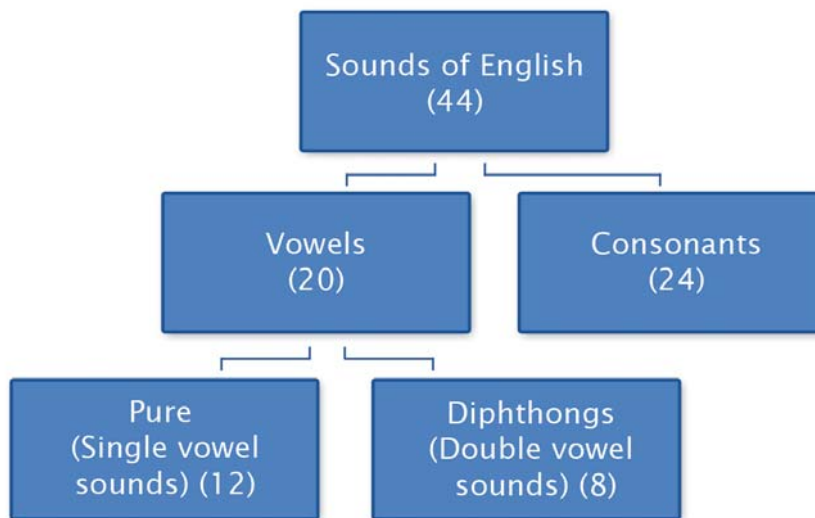 Sounds of English
(44)
Vowels
(20)
Consonants
(24)
Pure
(Single vowel
sounds) (12)
Diphthongs
(Double vowel
sounds) (8)